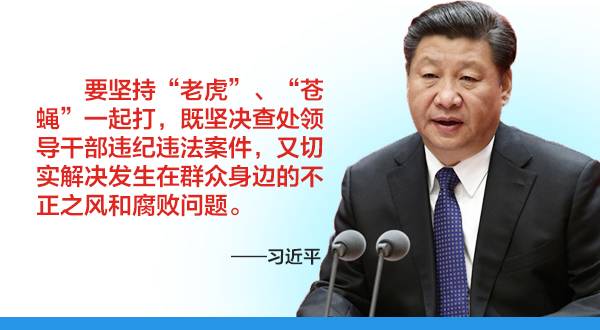 要坚持“老虎”、“苍
蝇”一起打，既坚决查处领
导干部违纪违法案件，又切
实解决发生在群众身边的不
正之风和腐败问题。
——习近平